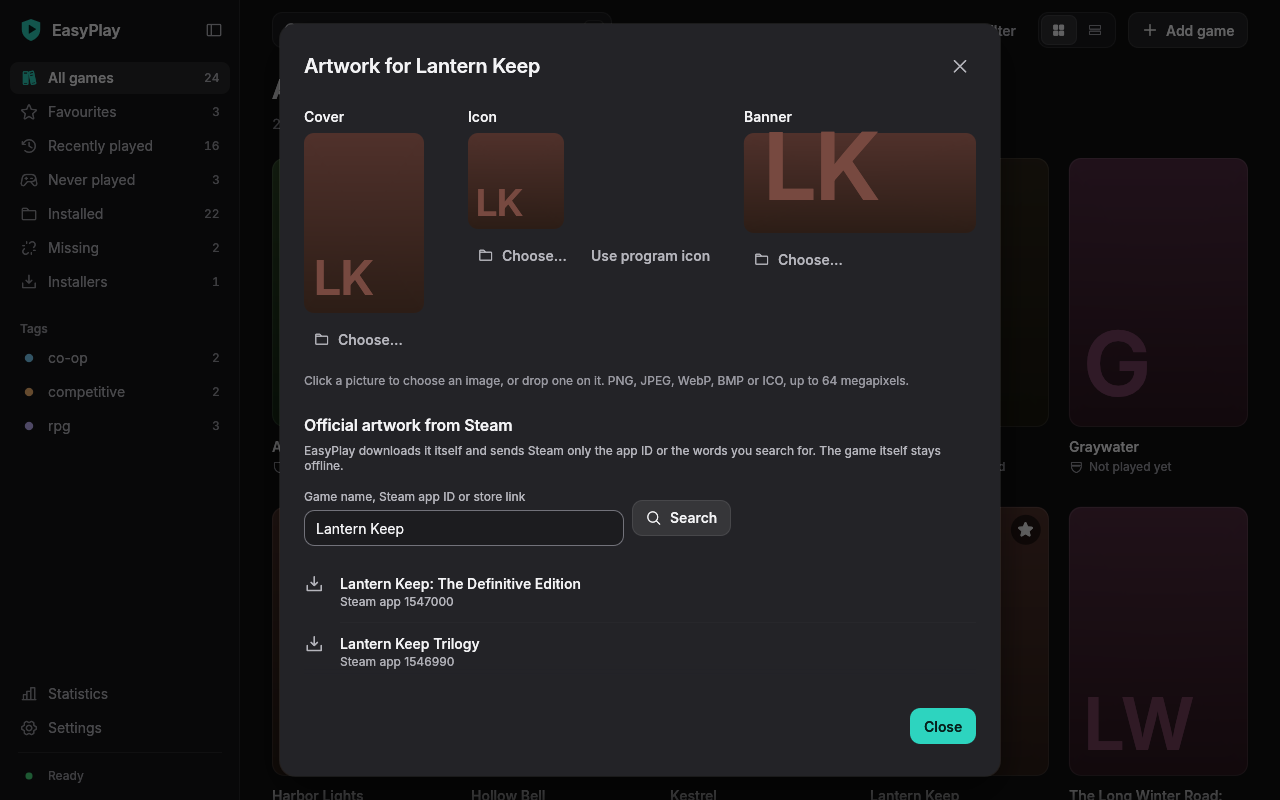 EasyPlay
All games 24
Favourites 3
Recently played 16
Never played 3
Installed 22
Missing 2
Installers 1
Tags
co-op 2
competitive 2
rpg 3
Statistics
Settings
Ready
Add game
Artwork for Lantern Keep
Cover
Icon
Banner
LK
LK
LK
Choose...
Use program icon
Choose...
Choose...
Click a picture to choose an image, or drop one on it. PNG, JPEG, WebP, BMP or ICO, up to 64 megapixels.
Official artwork from Steam
EasyPlay downloads it itself and sends Steam only the app ID or the words you search for. The game itself stays
offline.
Game name, Steam app ID or store link
Lantern Keep
Search
Lantern Keep: The Definitive Edition
Steam app 1547000
Lantern Keep Trilogy
Steam app 1546990
Close
G
Graywater
Not played yet
LW
Harbor Lights
Hollow Bell
Kestrel
Lantern Keep
The Long Winter Road: